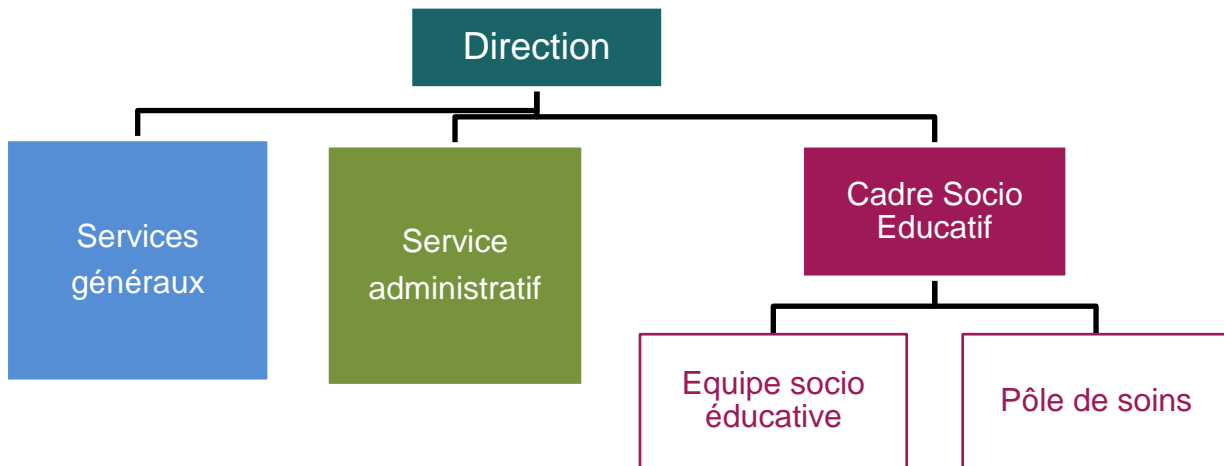 Direction
Services
généraux
Service
administratif
Cadre Socio
Educatif
Equipe socio
éducative
Pôle de soins